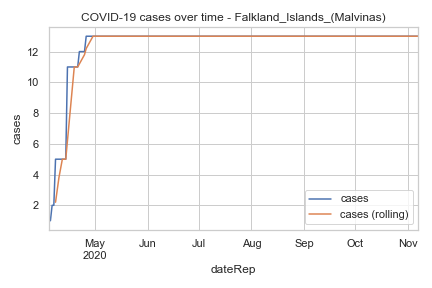 COVID-19 cases over time - Falkland_Islands_(Malvinas)
cases
12
10
8
6
4
2
cases
cases (rolling)
May
2020
Jun
Jul
Aug
Sep
Oct
Nov
dateRep